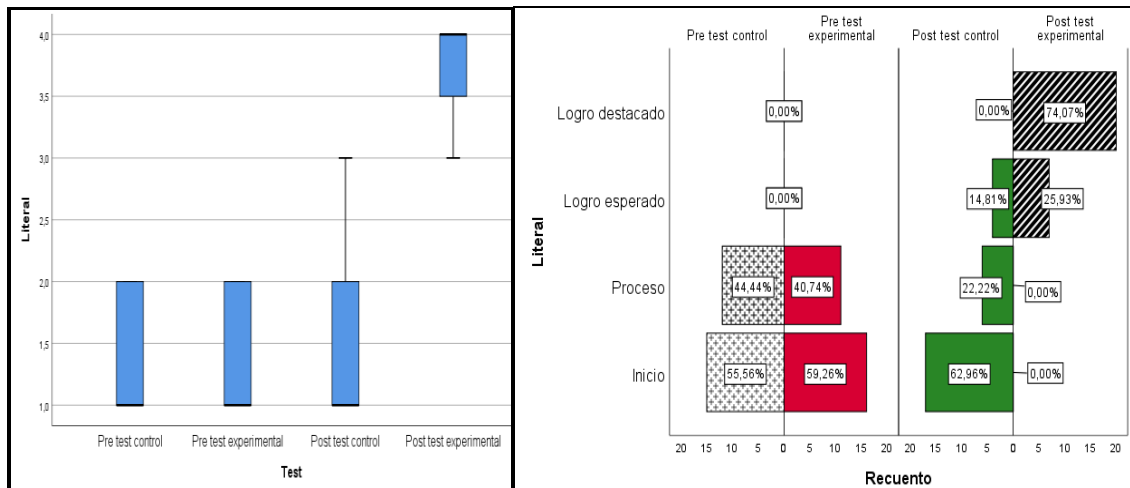 4,0
3,5
3,0
2,5
2,0
1,5
1,0
Literal
Pre test control
Pre test experimental
Post test control
Post test experimental
Test
Pre test control
Pre test
experimental
Post test control
Post test
experimental
Literal
Logro destacado
0,00%
0,00%
74,07%
Logro esperado
0,00%
14,81%
25,93%
Proceso
44,44%
40,74%
22,22%
0,00%
Inicio
55,56%
59,26%
62,96%
0,00%
20 15 10 5 0 5 10 15 20
20 15 10 5 0 5 10 15 20
Recuento